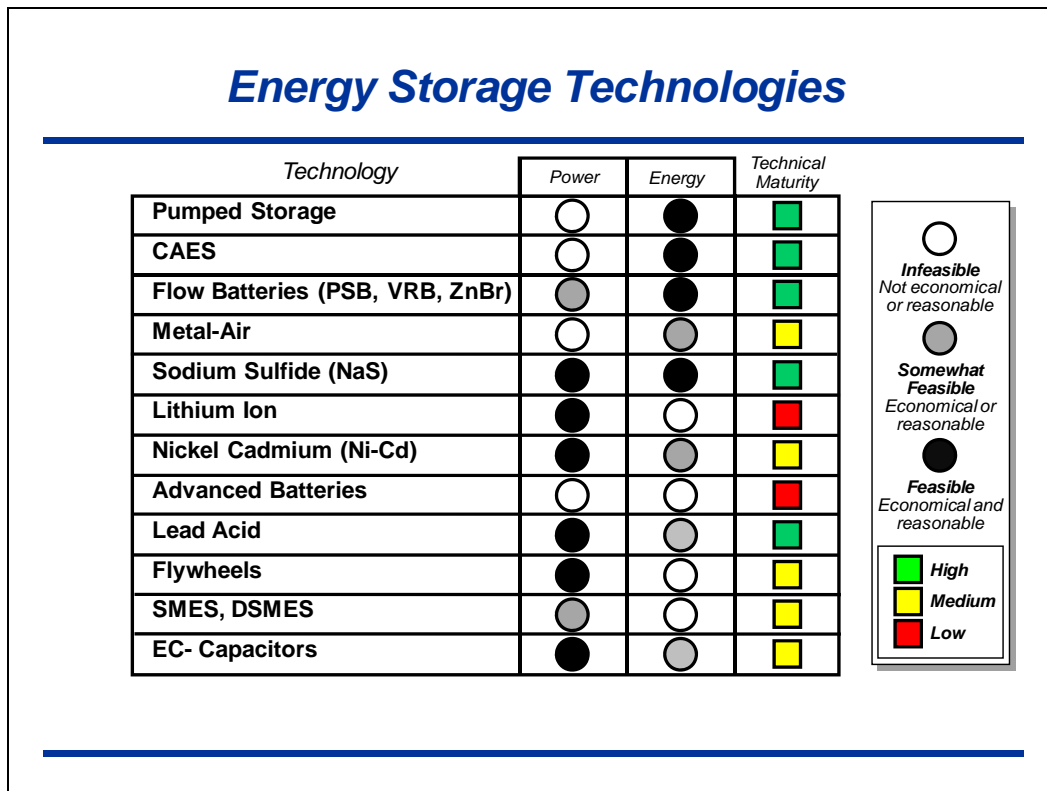 Energy Storage Technologies
Technology
Power
Energy
Technical
Maturity
Pumped Storage
CAES
Flow Batteries (PSB, VRB, ZnBr)
Metal-Air
Sodium Sulfide (NaS)
Lithium Ion
Nickel Cadmium (Ni-Cd)
Advanced Batteries
Lead Acid
Flywheels
SMES, DSMES
EC- Capacitors
Infeasible
Not economical
or reasonable
Somewhat
Feasible
Economical or
reasonable
Feasible
Economical and
reasonable
High
Medium
Low